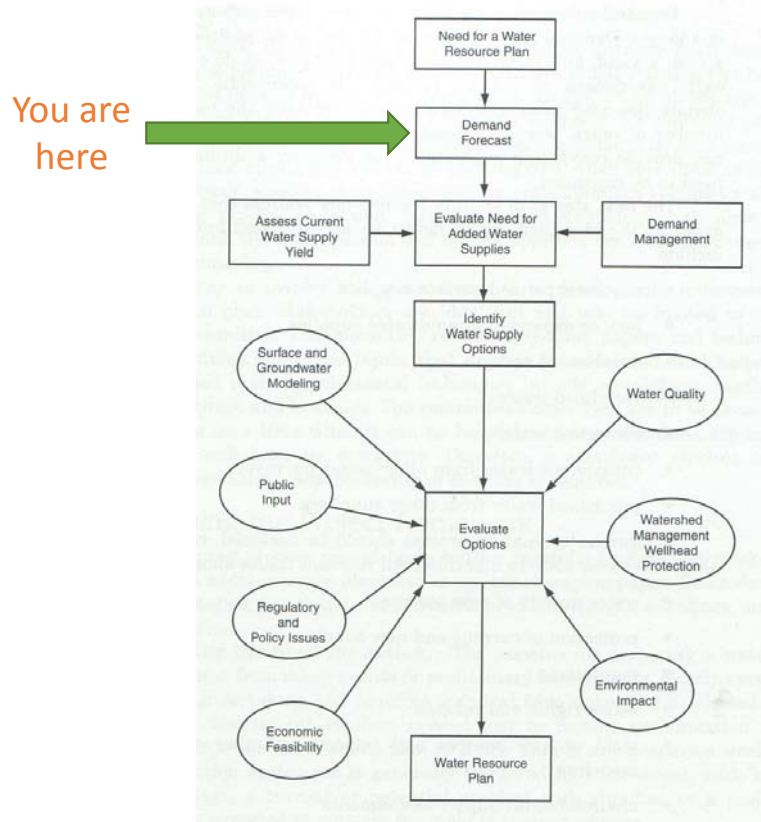 Need for a Water
Resource Plan
You are
here
Demand
Forecast
Assess Current
Water Supply
Yield
Evaluate Need for
Added Water
Supplies
Demand
Management
Identify
Water Supply
Options
Surface and
Groundwater
Modeling
Water Quality
Public
Input
Evaluate
Options
Watershed
Management
Wellhead
Protection
Regulatory
and
Policy Issues
Environmental
Impact
Economic
Feasibility
Water Resource
Plan